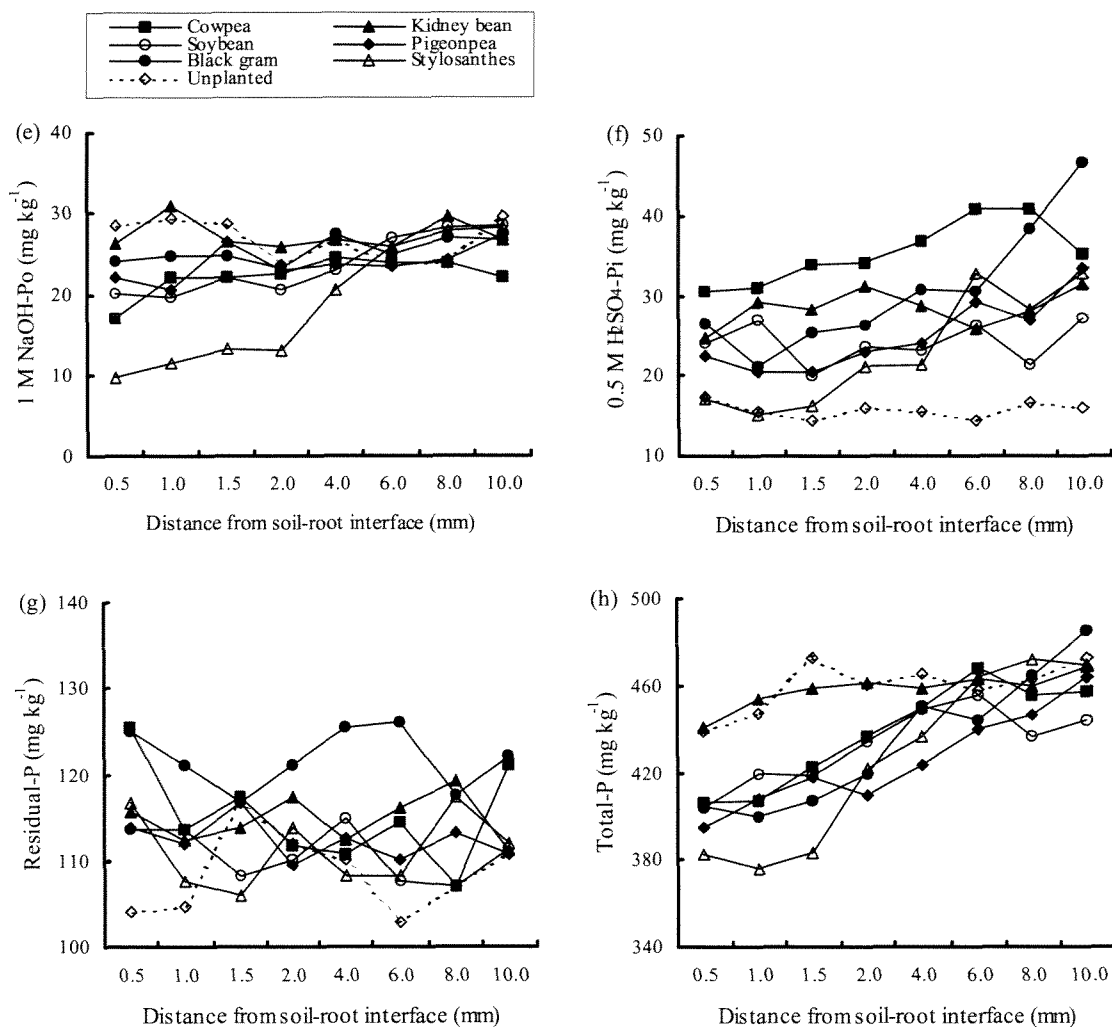 Cowpea Kidney bean
Soybean Pigeonpea
Black gram Stylosanthes
Unplanted
(e)
1 M NaOH-Po (mg kg⁻¹)
40
30
20
10
0
0.5 1.0 1.5 2.0 4.0 6.0 8.0 10.0
Distance from soil-root interface (mm)
(f)
0.5 M H₂SO₄-Pi (mg kg⁻¹)
50
40
30
20
10
0.5 1.0 1.5 2.0 4.0 6.0 8.0 10.0
Distance from soil-root interface (mm)
(g)
Residual-P (mg kg⁻¹)
140
130
120
110
100
0.5 1.0 1.5 2.0 4.0 6.0 8.0 10.0
Distance from soil-root interface (mm)
(h)
Total-P (mg kg⁻¹)
500
460
420
380
340
0.5 1.0 1.5 2.0 4.0 6.0 8.0 10.0
Distance from soil-root interface (mm)